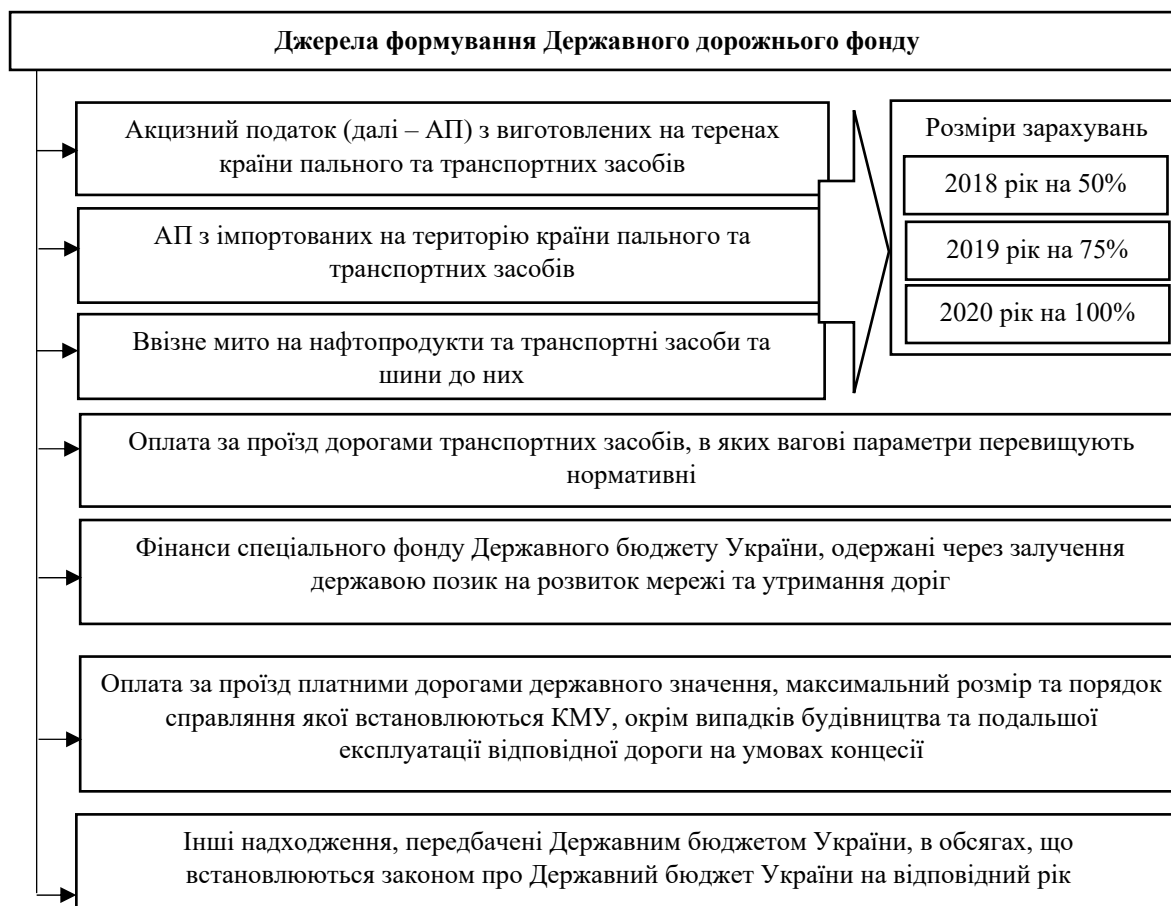 Джерела формування Державного дорожнього фонду
Акцизний податок (далі – АП) з виготовлених на теренах
країни пального та транспортних засобів
АП з імпортованих на територію країни пального та
транспортних засобів
Ввізне мито на нафтопродукти та транспортні засоби та
шини до них
Розміри зарахувань
2018 рік на 50%
2019 рік на 75%
2020 рік на 100%
Оплата за проїзд дорогами транспортних засобів, в яких вагові параметри перевищують
нормативні
Фінанси спеціального фонду Державного бюджету України, одержані через залучення
державою позик на розвиток мережі та утримання доріг
Оплата за проїзд платними дорогами державного значення, максимальний розмір та порядок
справляння якої встановлюються КМУ, окрім випадків будівництва та подальшої
експлуатації відповідної дороги на умовах концесії
Інші надходження, передбачені Державним бюджетом України, в обсягах, що
встановлюються законом про Державний бюджет України на відповідний рік